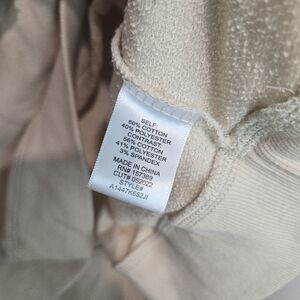 SELF:
60% COTTON
40% POLYESTER
CONTRAST:
56% COTTON
41% POLYESTER
3% SPANDEX
MADE IN CHINA
RN# 157389
CUT# 052022
STYLE#
A1447K652JI